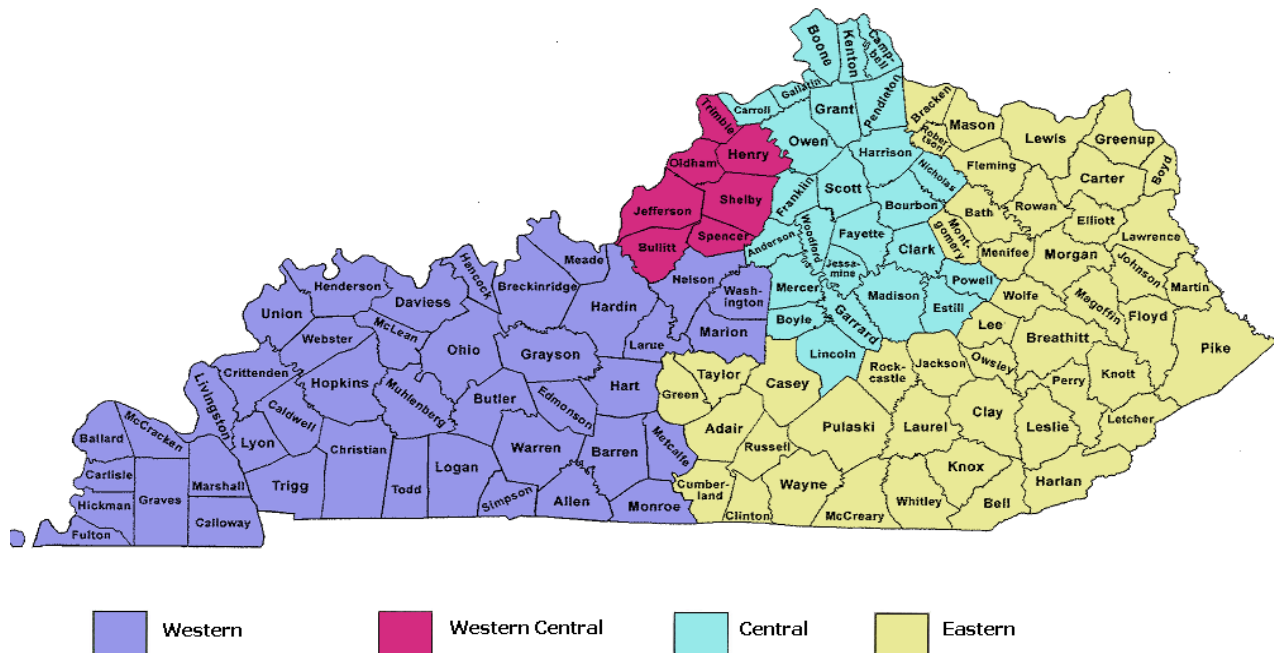 Boone
Kenton
Camp-
bell
Gallatin
Carroll
Grant
Pendleton
Trimble
Owen
Bracken
Rober
tson
Mason
Lewis
Greenup
Oldham
Henry
Harrison
Nicholas
Fleming
Carter
Boyd
Franklin
Scott
Jefferson
Shelby
Bourbon
Bath
Rowan
Elliott
Bullitt
Spencer
Anderson
Woodford
Fayette
Clark
Mont-
gomery
Menifee
Morgan
Lawrence
Meade
Hancock
Breckinridge
Nelson
Wash-
ington
Mercer
Jessa-
mine
Madison
Powell
Estill
Wolfe
Magoffin
Johnson
Martin
Henderson
Daviess
Union
Hardin
Larue
Marion
Boyle
Garrard
Lincoln
Lee
Breathitt
Floyd
Pike
Webster
McLean
Ohio
Grayson
Crittenden
Livingston
Hopkins
Muhlenberg
Butler
Edmonson
Hart
Green
Taylor
Casey
Rock-
castle
Jackson
Owsley
Perry
Knott
Letcher
Caldwell
Lyon
Christian
Warren
Barren
Metcalfe
Adair
Russell
Pulaski
Laurel
Clay
Leslie
Ballard
McCracken
Carlisle
Hickman
Fulton
Graves
Marshall
Calloway
Trigg
Todd
Logan
Simpson
Allen
Monroe
Cumber-
land
Clinton
Wayne
McCreary
Whitley
Knox
Bell
Harlan
Western
Western Central
Central
Eastern